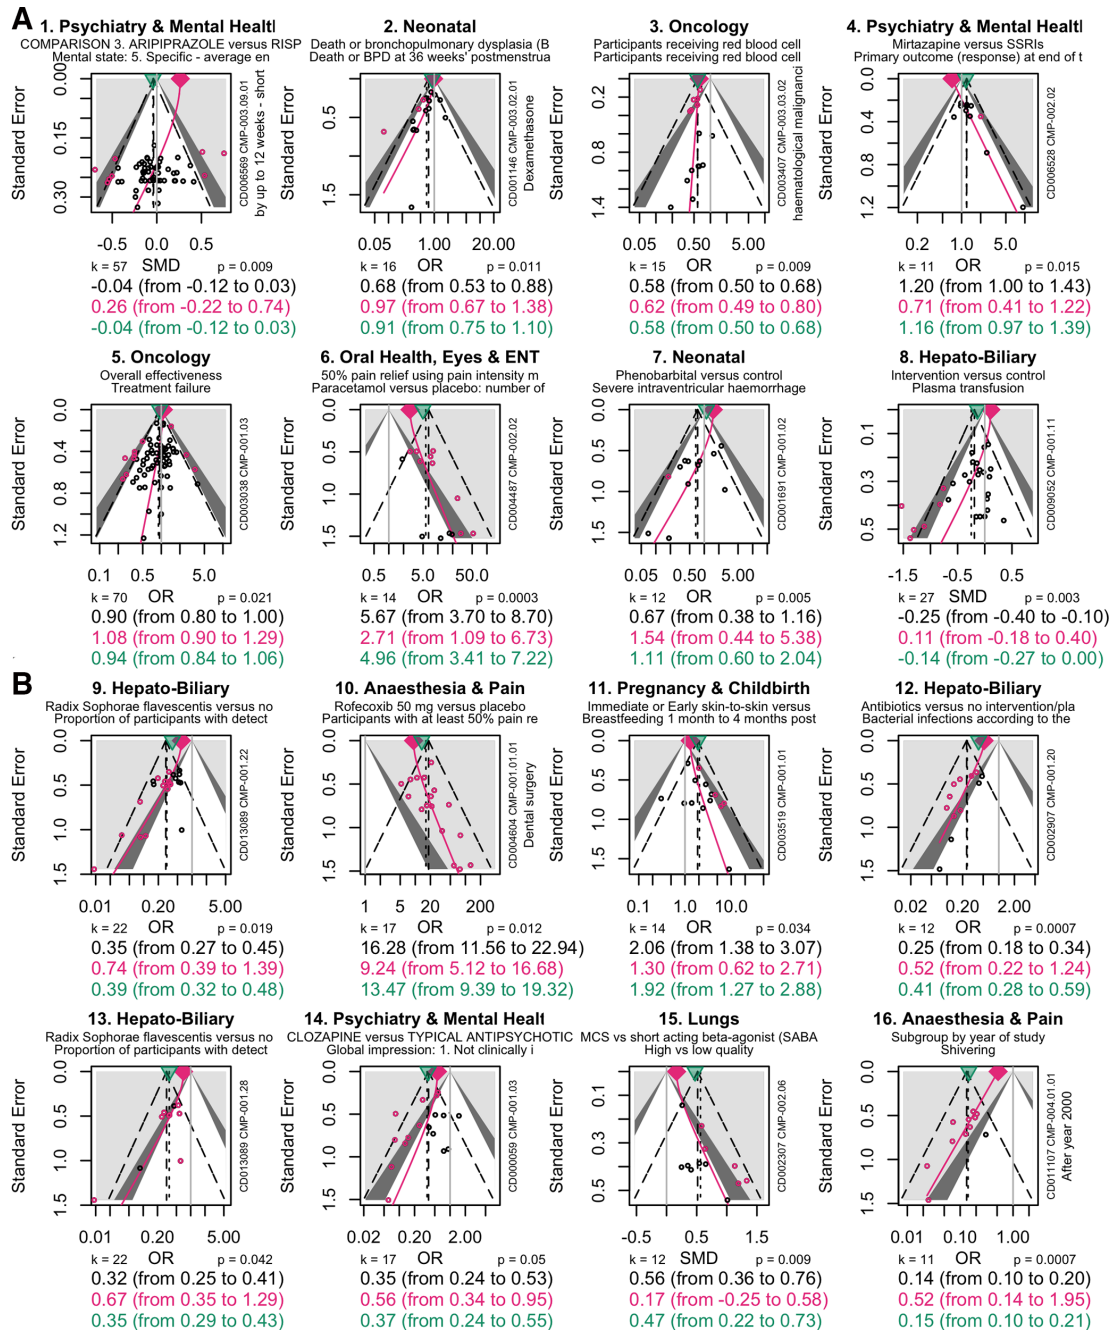 A
1. Psychiatry & Mental Healtl
COMPARISON 3. ARIPIPRAZOLE versus RISP
Mental state: 5. Specific - average en
Standard Error
0.00
0.15
0.30
-0.5 0.0 0.5
CD006569 CMP-003.09.01
by up to 12 weeks - short
k = 57 SMD p = 0.009
-0.04 (from -0.12 to 0.03)
0.26 (from -0.22 to 0.74)
-0.04 (from -0.12 to 0.03)
2. Neonatal
Death or bronchopulmonary dysplasia (B
Death or BPD at 36 weeks' postmenstrua
Standard Error
0.5
1.5
0.05 1.00 20.00
CD001146 CMP-003.02.01
Dexamethasone
k = 16 OR p = 0.011
0.68 (from 0.53 to 0.88)
0.97 (from 0.67 to 1.38)
0.91 (from 0.75 to 1.10)
3. Oncology
Participants receiving red blood cell
Participants receiving red blood cell
Standard Error
0.2
0.8
1.4
0.05 0.50 5.00
CD003407 CMP-003.03.02
haematological malignanci
k = 15 OR p = 0.009
0.58 (from 0.50 to 0.68)
0.62 (from 0.49 to 0.80)
0.58 (from 0.50 to 0.68)
4. Psychiatry & Mental Healtl
Mirtazapine versus SSRIs
Primary outcome (response) at end of t
Standard Error
0.0
0.4
0.8
1.2
0.2 1.0 5.0
CD006528 CMP-002.02
k = 11 OR p = 0.015
1.20 (from 1.00 to 1.43)
0.71 (from 0.41 to 1.22)
1.16 (from 0.97 to 1.39)
5. Oncology
Overall effectiveness
Treatment failure
Standard Error
0.0
0.4
0.8
1.2
0.1 0.5 5.0
CD003038 CMP-001.03
k = 70 OR p = 0.021
0.90 (from 0.80 to 1.00)
1.08 (from 0.90 to 1.29)
0.94 (from 0.84 to 1.06)
6. Oral Health, Eyes & ENT
50% pain relief using pain intensity m
Paracetamol versus placebo: number of
Standard Error
0.0
0.5
1.0
1.5
0.5 5.0 50.0
CD004487 CMP-002.02
k = 14 OR p = 0.0003
5.67 (from 3.70 to 8.70)
2.71 (from 1.09 to 6.73)
4.96 (from 3.41 to 7.22)
7. Neonatal
Phenobarbital versus control
Severe intraventricular haemorrhage
Standard Error
0.0
0.5
1.0
1.5
0.05 0.50 5.00
CD001691 CMP-001.02
k = 12 OR p = 0.005
0.67 (from 0.38 to 1.16)
1.54 (from 0.44 to 5.38)
1.11 (from 0.60 to 2.04)
8. Hepato-Biliary
Intervention versus control
Plasma transfusion
Standard Error
0.1
0.3
0.5
-1.5 -0.5 0.5
CD009052 CMP-001.11
k = 27 SMD p = 0.003
-0.25 (from -0.40 to -0.10)
0.11 (from -0.18 to 0.40)
-0.14 (from -0.27 to 0.00)
B
9. Hepato-Biliary
Radix Sophorae flavescentis versus no
Proportion of participants with detect
Standard Error
0.0
0.5
1.0
1.5
0.01 0.20 5.00
CD013089 CMP-001.22
k = 22 OR p = 0.019
0.35 (from 0.27 to 0.45)
0.74 (from 0.39 to 1.39)
0.39 (from 0.32 to 0.48)
10. Anaesthesia & Pain
Rofecoxib 50 mg versus placebo
Participants with at least 50% pain re
Standard Error
0.0
0.5
1.0
1.5
1 5 20 200
CD004604 CMP-001.01.01
Dental surgery
k = 17 OR p = 0.012
16.28 (from 11.56 to 22.94)
9.24 (from 5.12 to 16.68)
13.47 (from 9.39 to 19.32)
11. Pregnancy & Childbirth
Immediate or Early skin-to-skin versus
Breastfeeding 1 month to 4 months post
Standard Error
0.0
0.5
1.0
1.5
0.1 1.0 10.0
CD003519 CMP-001.01
k = 14 OR p = 0.034
2.06 (from 1.38 to 3.07)
1.30 (from 0.62 to 2.71)
1.92 (from 1.27 to 2.88)
12. Hepato-Biliary
Antibiotics versus no intervention/pla
Bacterial infections according to the
Standard Error
0.0
0.5
1.0
1.5
0.02 0.20 2.00
CD002907 CMP-001.20
k = 12 OR p = 0.0007
0.25 (from 0.18 to 0.34)
0.52 (from 0.22 to 1.24)
0.41 (from 0.28 to 0.59)
13. Hepato-Biliary
Radix Sophorae flavescentis versus no
Proportion of participants with detect
Standard Error
0.0
0.5
1.0
1.5
0.01 0.20 5.00
CD013089 CMP-001.28
k = 22 OR p = 0.042
0.32 (from 0.25 to 0.41)
0.67 (from 0.35 to 1.29)
0.35 (from 0.29 to 0.43)
14. Psychiatry & Mental Healt
CLOZAPINE versus TYPICAL ANTIPSYCHOTIC
Global impression: 1. Not clinically i
Standard Error
0.0
0.5
1.0
1.5
0.02 0.20 2.00
CD000059 CMP-001.03
k = 17 OR p = 0.05
0.35 (from 0.24 to 0.53)
0.56 (from 0.34 to 0.95)
0.37 (from 0.24 to 0.55)
15. Lungs
MCS vs short acting beta-agonist (SABA
High vs low quality
Standard Error
0.1
0.3
0.5
-0.5 0.5 1.5
CD002307 CMP-002.06
k = 12 SMD p = 0.009
0.56 (from 0.36 to 0.76)
0.17 (from -0.25 to 0.58)
0.47 (from 0.22 to 0.73)
16. Anaesthesia & Pain
Subgroup by year of study
Shivering
Standard Error
0.0
0.5
1.0
1.5
0.01 0.10 1.00
CD011107 CMP-004.01
After year 2000
k = 11 OR p = 0.0007
0.14 (from 0.10 to 0.20)
0.52 (from 0.14 to 1.95)
0.15 (from 0.10 to 0.21)